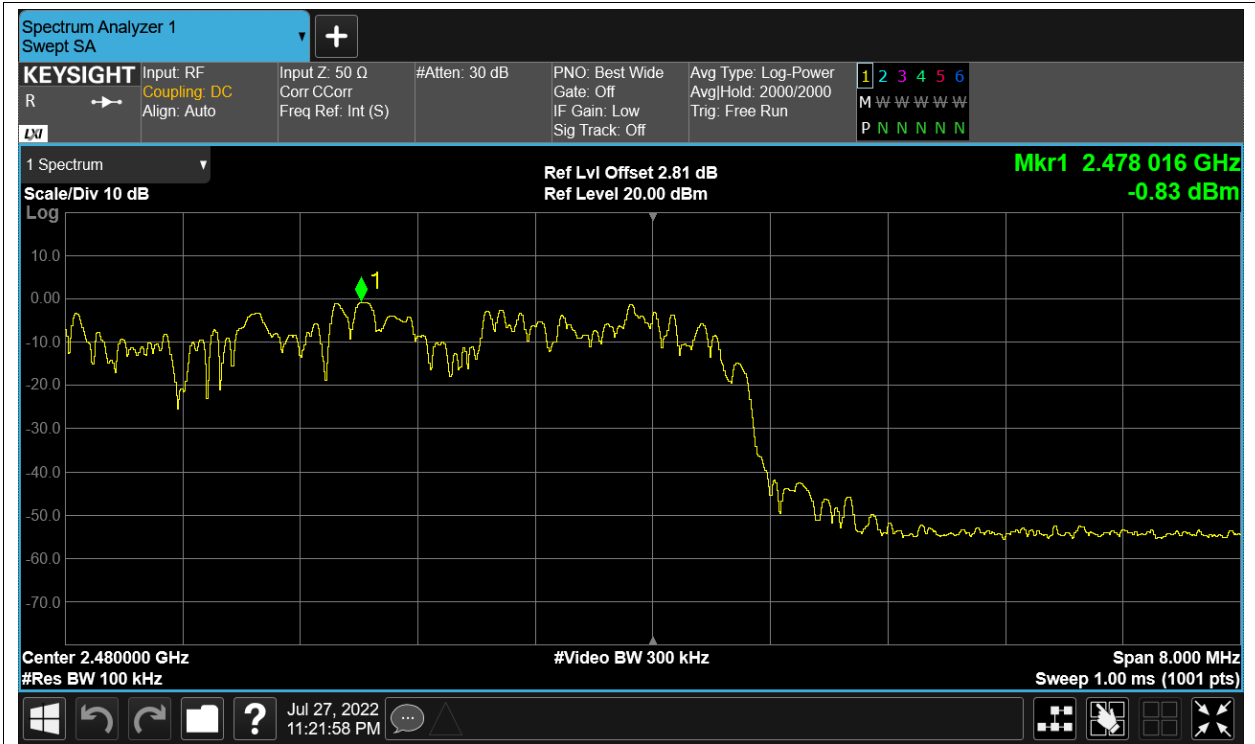 Spectrum Analyzer 1
Swept SA
KEYSIGHT
R
LXI
Input: RF
Coupling: DC
Align: Auto
Input Z: 50 Ω
Corr CCorr
Freq Ref: Int (S)
#Atten: 30 dB
PNO: Best Wide
Gate: Off
IF Gain: Low
Sig Track: Off
Avg Type: Log-Power
Avg|Hold: 2000/2000
Trig: Free Run
1 2 3 4 5 6
M W W W W W
P N N N N N
1 Spectrum
Scale/Div 10 dB
Log
Ref Lvl Offset 2.81 dB
Ref Level 20.00 dBm
Mkr1 2.478 016 GHz
-0.83 dBm
10.0
0.00
-10.0
-20.0
-30.0
-40.0
-50.0
-60.0
-70.0
1
Center 2.480000 GHz
#Res BW 100 kHz
#Video BW 300 kHz
Span 8.000 MHz
Sweep 1.00 ms (1001 pts)
?
Jul 27, 2022
11:21:58 PM